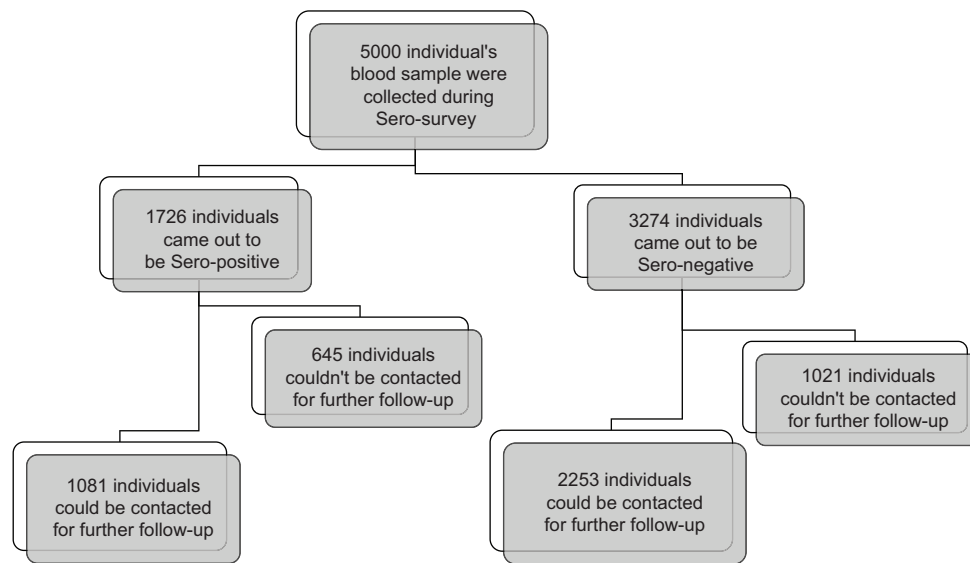 5000 individual's
blood sample were
collected during
Sero-survey
1726 individuals
came out to
be Sero-positive
3274 individuals
came out to be
Sero-negative
645 individuals
couldn't be contacted
for further follow-up
1021 individuals
couldn't be contacted
for further follow-up
1081 individuals
could be contacted
for further follow-up
2253 individuals
could be contacted
for further follow-up